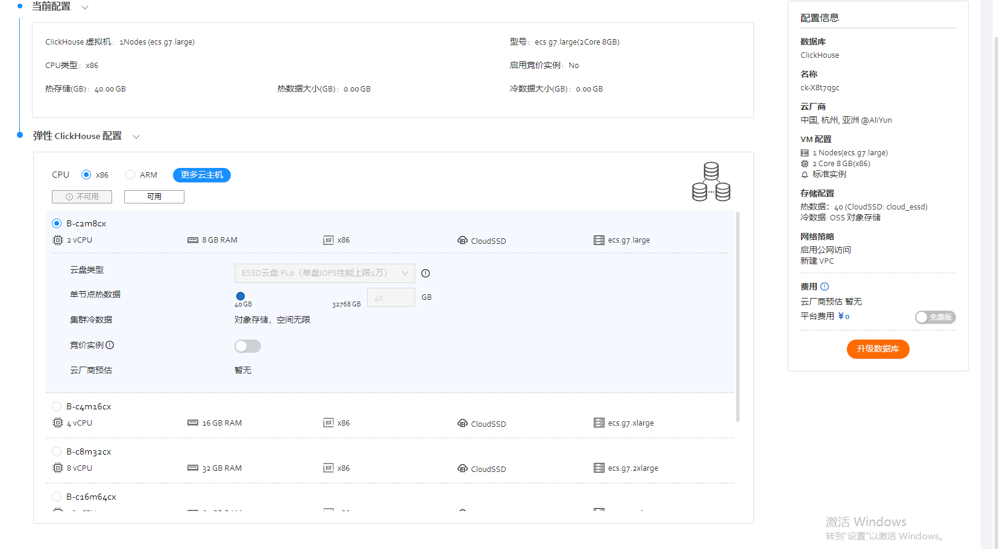 当前配置
ClickHouse 虚拟机: 1Nodes (ecs.g7.large)
型号: ecs.g7.large(2Core 8GB)
CPU类型: x86
启用竞价实例: No
热存储(GB): 40.00 GB
热数据大小(GB): 0.00 GB
冷数据大小(GB): 0.00 GB
弹性 ClickHouse 配置
CPU x86 ARM 更多云主机
不可用 可用
B-c2m8cx
2 vCPU 8 GB RAM x86 CloudSSD ecs.g7.large
云盘类型 ESSD云盘:PL0（单盘IOPS性能上限1万）
单节点热数据 40 GB 32768 GB 40 GB
集群冷数据 对象存储，空间无限
竞价实例
云厂商预估 暂无
B-c4m16cx
4 vCPU 16 GB RAM x86 CloudSSD ecs.g7.xlarge
B-c8m32cx
8 vCPU 32 GB RAM x86 CloudSSD ecs.g7.2xlarge
B-c16m64cx
配置信息
数据库
ClickHouse
名称
ck-X8t7q9c
云厂商
中国, 杭州, 亚洲 @AliYun
VM 配置
1 Nodes(ecs.g7.large)
2 Core 8 GB(x86)
标准实例
存储配置
热数据: 40 (CloudSSD: cloud_essd)
冷数据: OSS 对象存储
网络策略
启用公网访问
新建 VPC
费用
云厂商预估 暂无
平台费用 ¥0 免费版
升级数据库
激活 Windows
转到"设置"以激活 Windows。